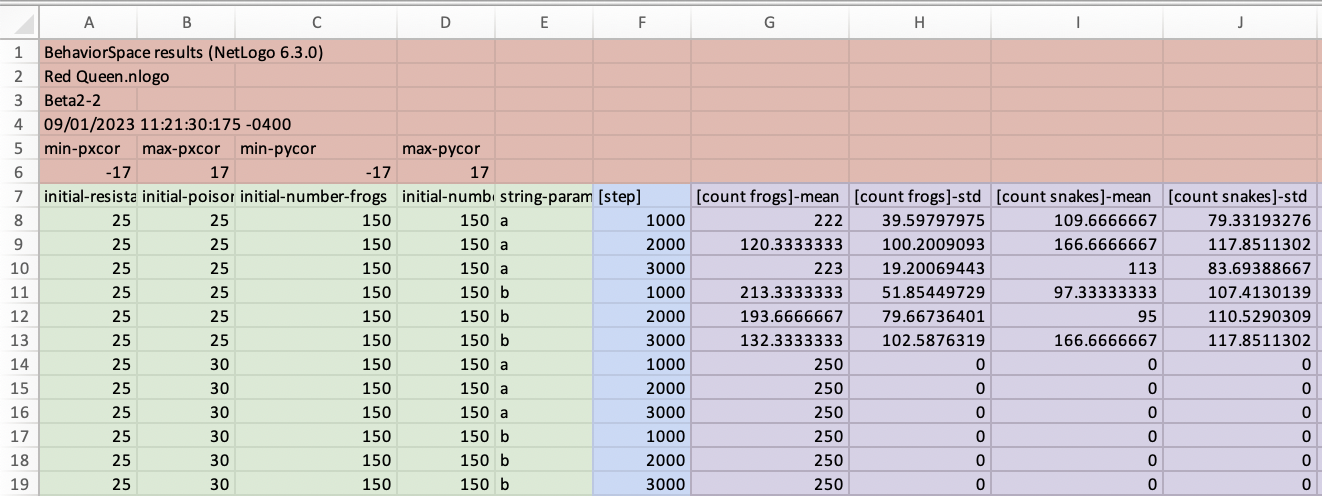 A B C D E F G H I J
1 BehaviorSpace results (NetLogo 6.3.0)
2 Red Queen.nlogo
3 Beta2-2
4 09/01/2023 11:21:30:175 -0400
5 min-pxcor max-pxcor min-pycor max-pycor
6 -17 17 -17 17
7 initial-resista initial-poisor initial-number-frogs initial-numb string-param [step] [count frogs]-mean [count frogs]-std [count snakes]-mean [count snakes]-std
8 25 25 150 150 a 1000 222 39.59797975 109.6666667 79.33193276
9 25 25 150 150 a 2000 120.3333333 100.2009093 166.6666667 117.8511302
10 25 25 150 150 a 3000 223 19.20069443 113 83.69388667
11 25 25 150 150 b 1000 213.3333333 51.85449729 97.33333333 107.4130139
12 25 25 150 150 b 2000 193.6666667 79.66736401 95 110.5290309
13 25 25 150 150 b 3000 132.3333333 102.5876319 166.6666667 117.8511302
14 25 30 150 150 a 1000 250 0 0 0
15 25 30 150 150 a 2000 250 0 0 0
16 25 30 150 150 a 3000 250 0 0 0
17 25 30 150 150 b 1000 250 0 0 0
18 25 30 150 150 b 2000 250 0 0 0
19 25 30 150 150 b 3000 250 0 0 0